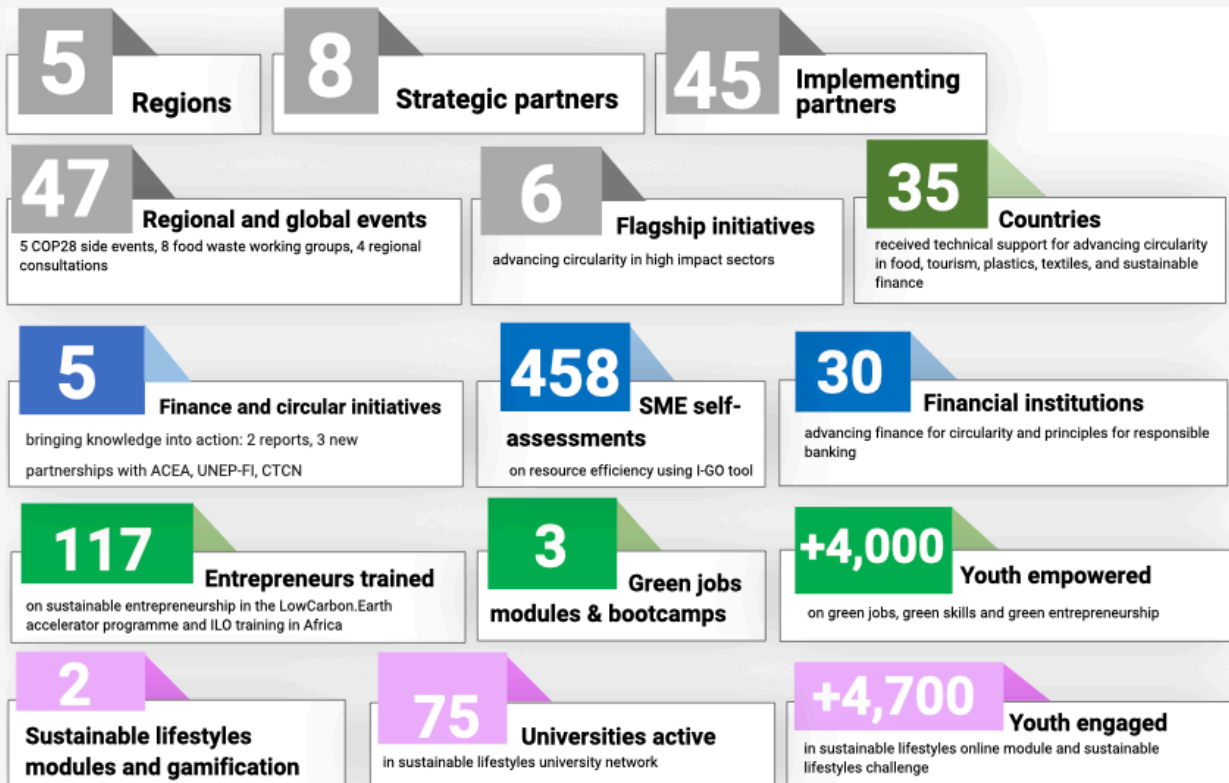 5
Regions
8
Strategic partners
45
Implementing
partners
47
Regional and global events
5 COP28 side events, 8 food waste working groups, 4 regional
consultations
6
Flagship initiatives
advancing circularity in high impact sectors
35
Countries
received technical support for advancing circularity
in food, tourism, plastics, textiles, and sustainable
finance
5
Finance and circular initiatives
bringing knowledge into action: 2 reports, 3 new
partnerships with ACEA, UNEP-FI, CTCN
458
SME self-
assessments
on resource efficiency using I-GO tool
30
Financial institutions
advancing finance for circularity and principles for responsible
banking
117
Entrepreneurs trained
on sustainable entrepreneurship in the LowCarbon.Earth
accelerator programme and ILO training in Africa
3
Green jobs
modules & bootcamps
+4,000
Youth empowered
on green jobs, green skills and green entrepreneurship
2
Sustainable lifestyles
modules and gamification
75
Universities active
in sustainable lifestyles university network
+4,700
Youth engaged
in sustainable lifestyles online module and sustainable
lifestyles challenge